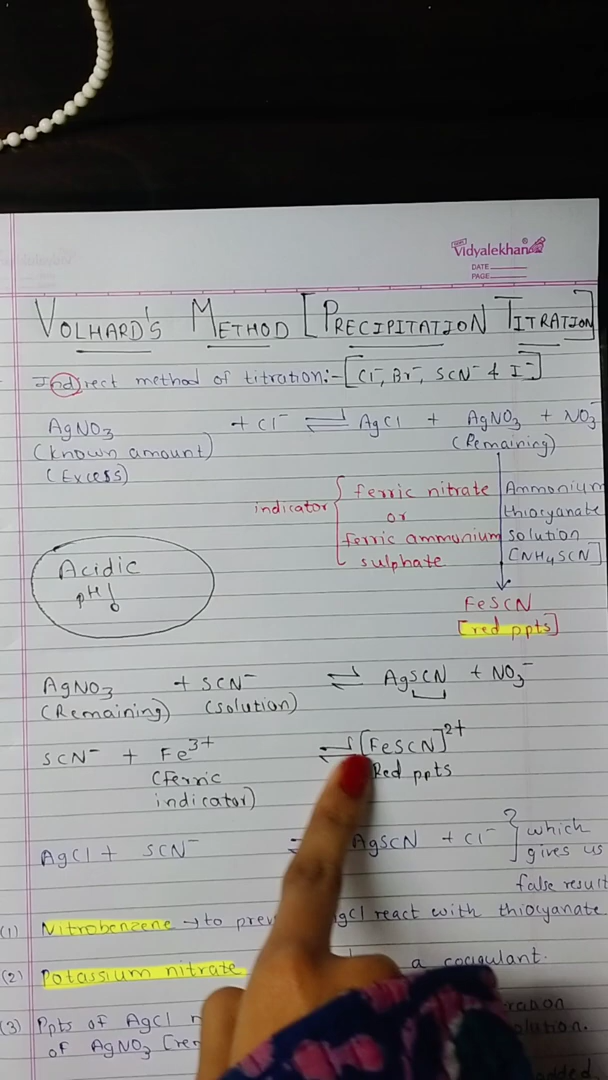 Vidyalekhan
DATE
PAGE
VOLHARD'S METHOD [PRECIPITATION TITRATION]
Indirect method of titration:- [Cl⁻, Br⁻, SCN⁻ & I⁻]
AgNO₃ + Cl⁻ ⇌ AgCl + AgNO₃ + NO₃⁻
(Known amount) (Remaining)
(Excess)
indicator { ferric nitrate or ferric ammonium sulphate
Ammonium thiocyanate solution [NH₄SCN]
Acidic
pH!
FeSCN
[red ppts]
AgNO₃ + SCN⁻ ⇌ AgSCN + NO₃⁻
(Remaining) (solution)
SCN⁻ + Fe³⁺ ⇌ [FeSCN]²⁺
(ferric indicator) Red ppts
AgCl + SCN⁻ AgSCN + Cl⁻ } which gives us false result
(1) Nitrobenzene → to AgCl react with thiocyanate
(2) Potassium nitrate a coagulant.
(3) Ppts of AgCl
of AgNO₃ solution.
added.